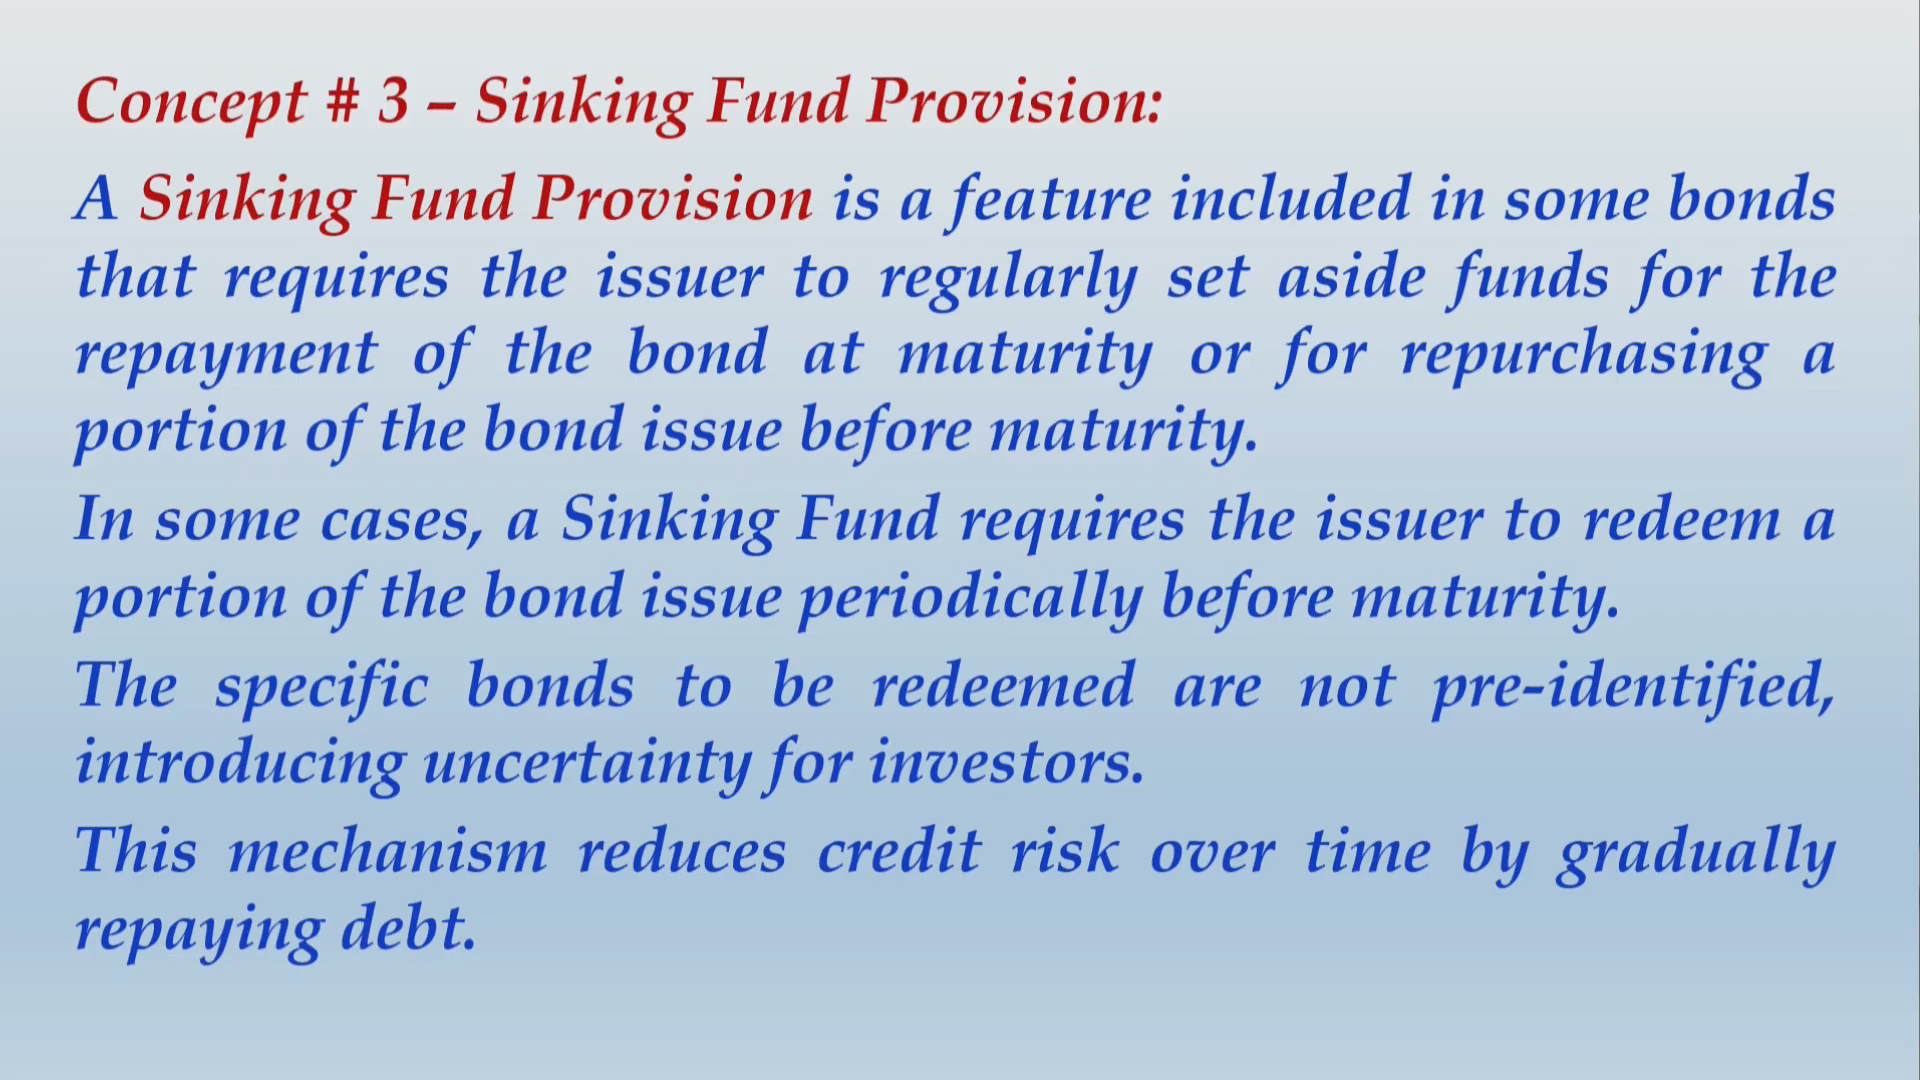 Concept # 3 – Sinking Fund Provision:
A Sinking Fund Provision is a feature included in some bonds
that requires the issuer to regularly set aside funds for the
repayment of the bond at maturity or for repurchasing a
portion of the bond issue before maturity.
In some cases, a Sinking Fund requires the issuer to redeem a
portion of the bond issue periodically before maturity.
The specific bonds to be redeemed are not pre-identified,
introducing uncertainty for investors.
This mechanism reduces credit risk over time by gradually
repaying debt.